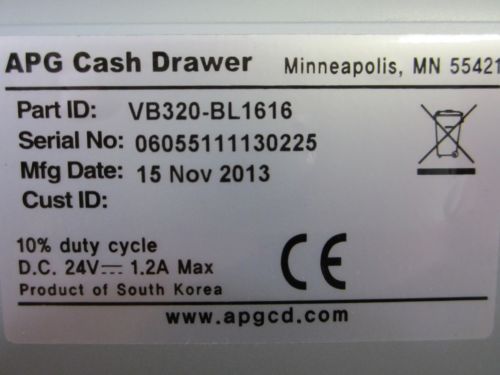 APG Cash Drawer Minneapolis, MN 55421
Part ID: VB320-BL1616
Serial No: 06055111130225
Mfg Date: 15 Nov 2013
Cust ID:
10% duty cycle
D.C. 24V⎓ 1.2A Max
Product of South Korea
CE
www.apgcd.com